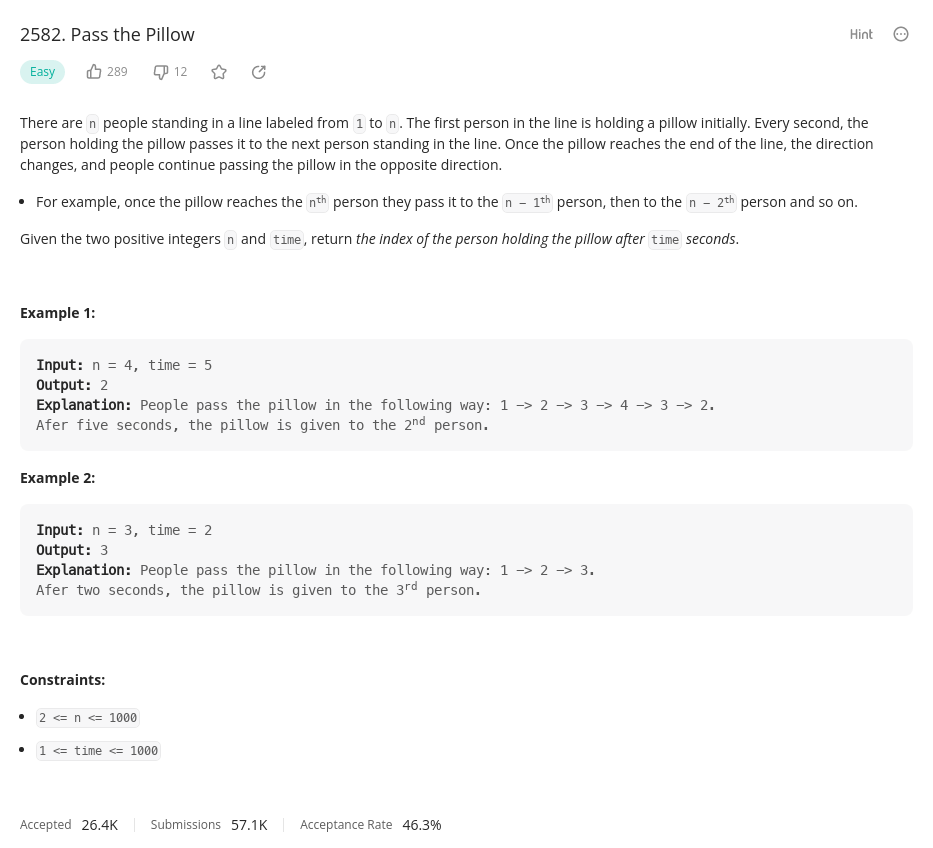 2582. Pass the Pillow
Hint
Easy
289
12
There are n people standing in a line labeled from 1 to n. The first person in the line is holding a pillow initially. Every second, the
person holding the pillow passes it to the next person standing in the line. Once the pillow reaches the end of the line, the direction
changes, and people continue passing the pillow in the opposite direction.
• For example, once the pillow reaches the nth person they pass it to the n - 1th person, then to the n - 2th person and so on.
Given the two positive integers n and time, return the index of the person holding the pillow after time seconds.
Example 1:
Input: n = 4, time = 5
Output: 2
Explanation: People pass the pillow in the following way: 1 -> 2 -> 3 -> 4 -> 3 -> 2.
Afer five seconds, the pillow is given to the 2nd person.
Example 2:
Input: n = 3, time = 2
Output: 3
Explanation: People pass the pillow in the following way: 1 -> 2 -> 3.
Afer two seconds, the pillow is given to the 3rd person.
Constraints:
• 2 <= n <= 1000
• 1 <= time <= 1000
Accepted 26.4K Submissions 57.1K Acceptance Rate 46.3%